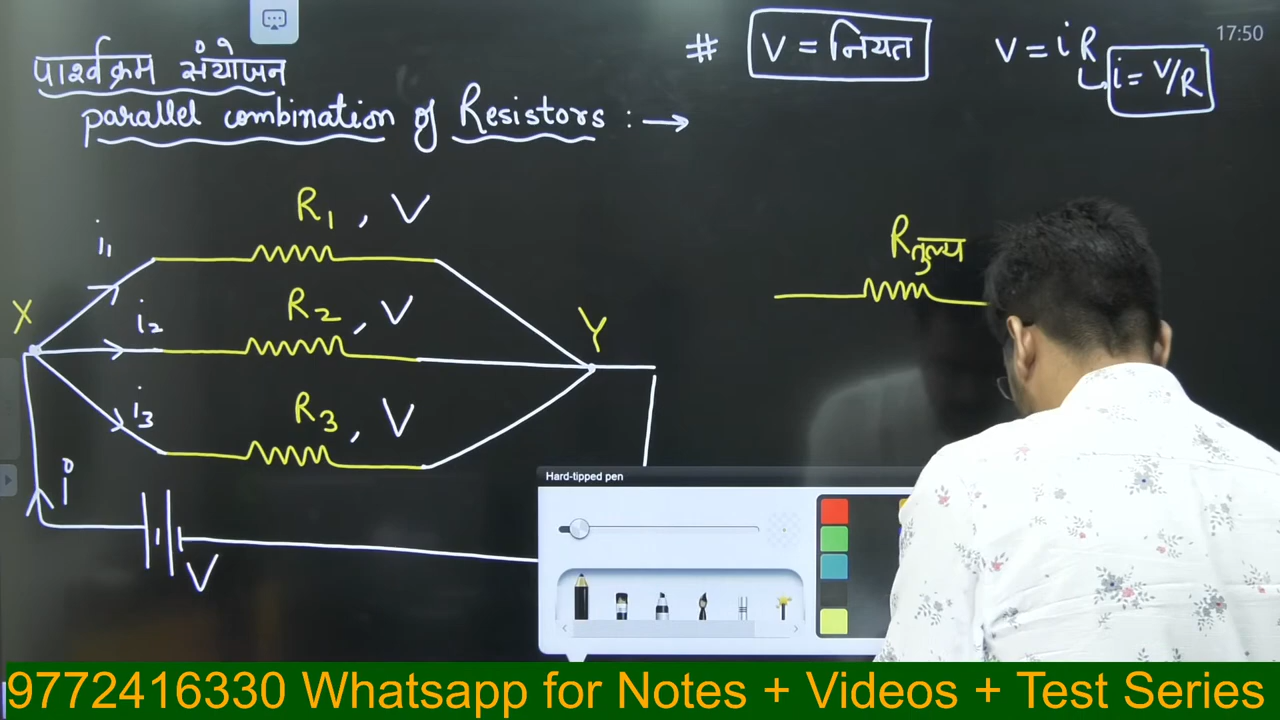 पार्श्वक्रम संयोजन
parallel combination of Resistors : →
# V = नियत
V = i R
i = V/R
17:50
R1 , V
i1
R2 , V
i2
X
Y
R3 , V
i3
i
V
Rतुल्य
Hard-tipped pen
9772416330 Whatsapp for Notes + Videos + Test Series